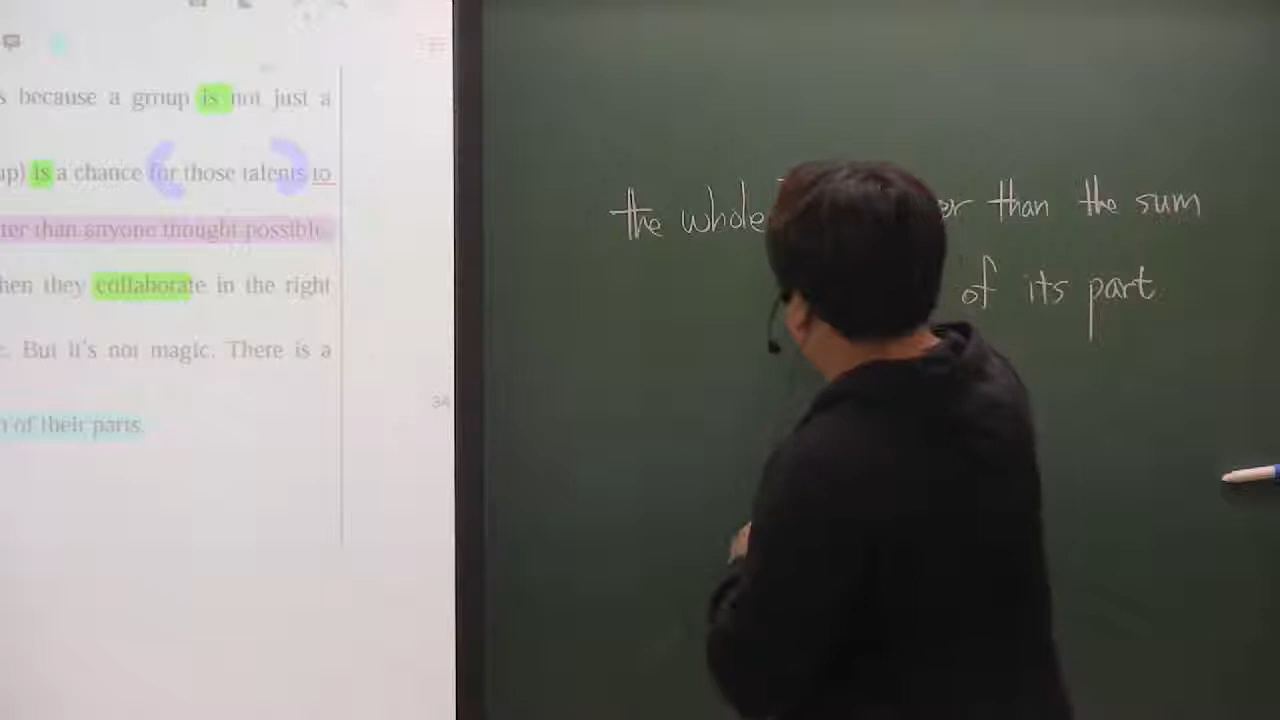 s because a group is not just a
up) is a chance for those talents to
ter than anyone thought possible.
hen they collaborate in the right
. But it's not magic. There is a
34
of their parts.
the whole er than the sum
of its part